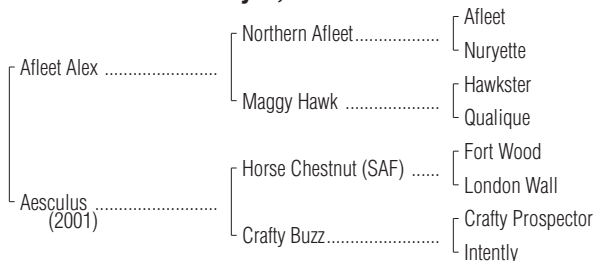 Afleet
Northern Afleet....................
Nuryette
Afleet Alex ..........................
Hawkster
Maggy Hawk ......................
Qualique
Fort Wood
Horse Chestnut (SAF) ......
London Wall
Aesculus ............................
(2001)
Crafty Prospector
Crafty Buzz..........................
Intently